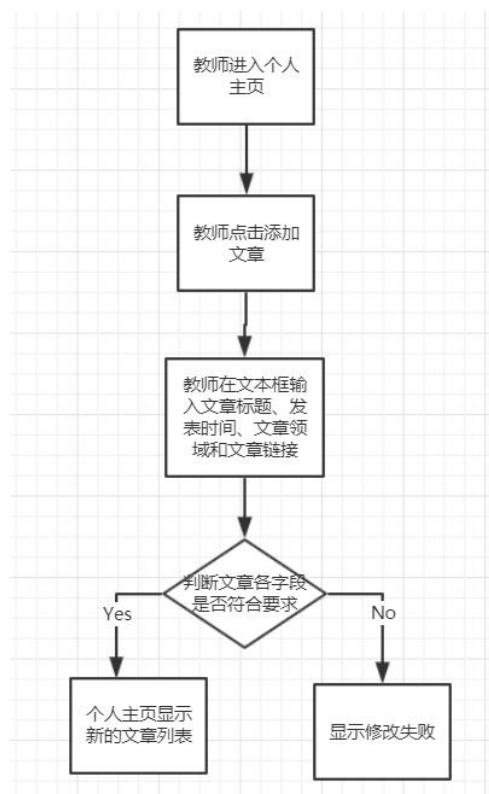 教师进入个人
主页
教师点击添加
文章
教师在文本框输
入文章标题、发
表时间、文章领
域和文章链接
判断文章各字段
是否符合要求
Yes
No
个人主页显示
新的文章列表
显示修改失败